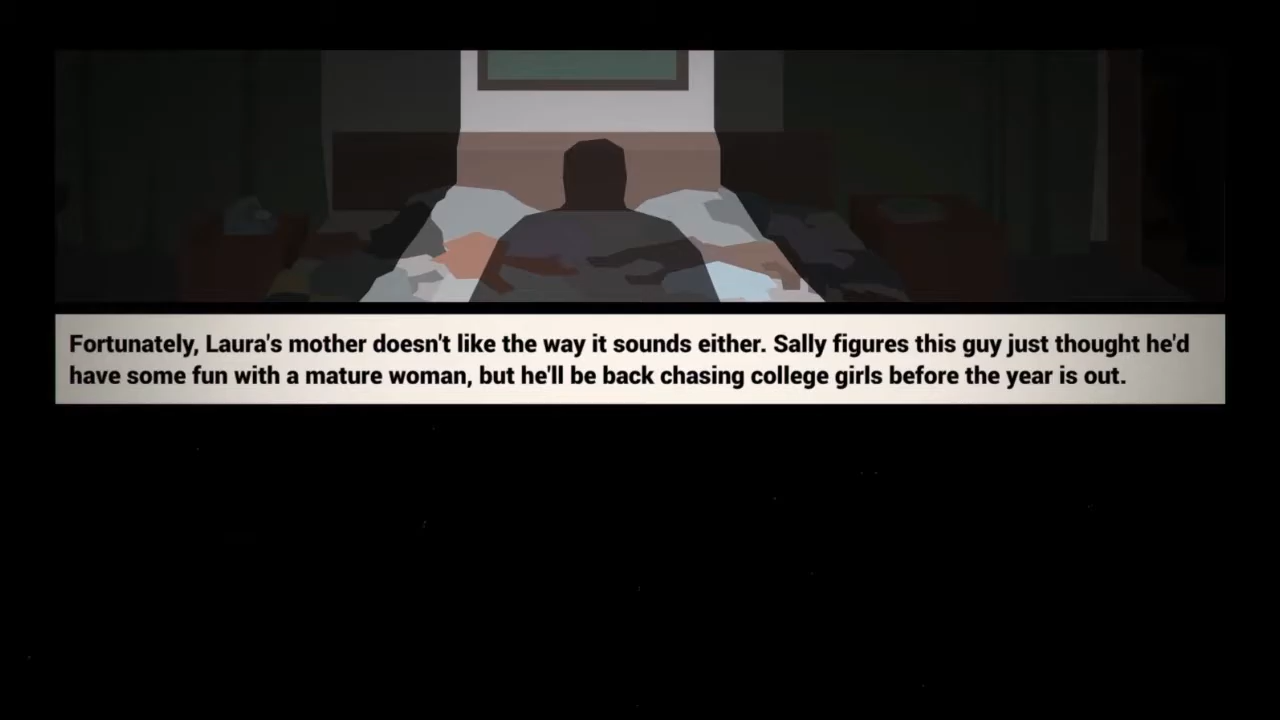 Fortunately, Laura's mother doesn't like the way it sounds either. Sally figures this guy just thought he'd
have some fun with a mature woman, but he'll be back chasing college girls before the year is out.